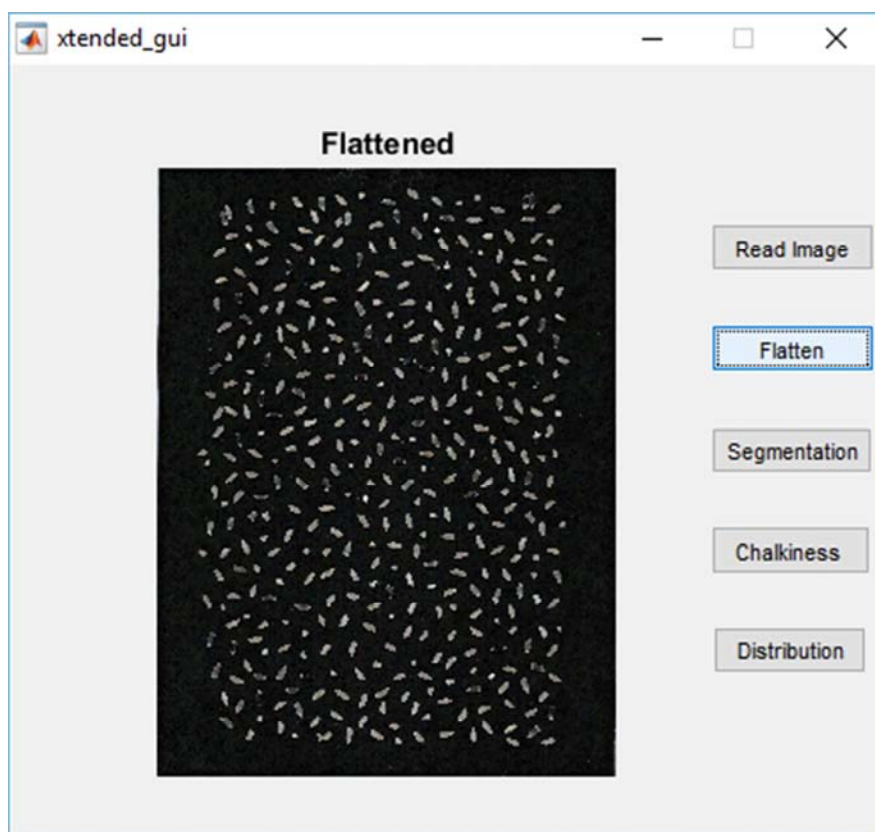 xtended_gui
Flattened
Read Image
Flatten
Segmentation
Chalkiness
Distribution